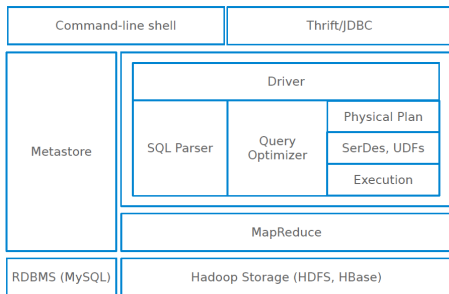 Command-line shell
Thrift/JDBC
Metastore
Driver
SQL Parser
Query
Optimizer
Physical Plan
SerDes, UDFs
Execution
MapReduce
RDBMS (MySQL)
Hadoop Storage (HDFS, HBase)